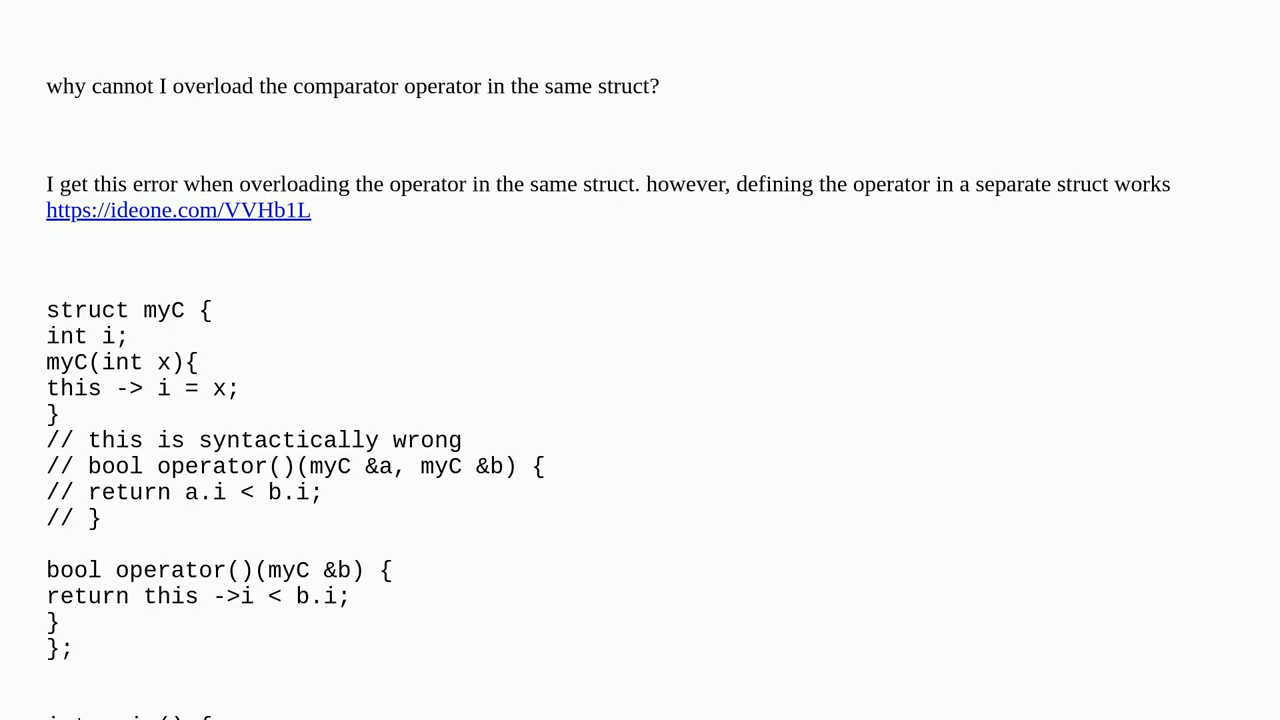 why cannot I overload the comparator operator in the same struct?
I get this error when overloading the operator in the same struct. however, defining the operator in a separate struct works
https://ideone.com/VVHb1L
struct myC {
int i;
myC(int x){
this -> i = x;
}
// this is syntactically wrong
// bool operator()(myC &a, myC &b) {
// return a.i < b.i;
// }
bool operator()(myC &b) {
return this ->i < b.i;
}
};